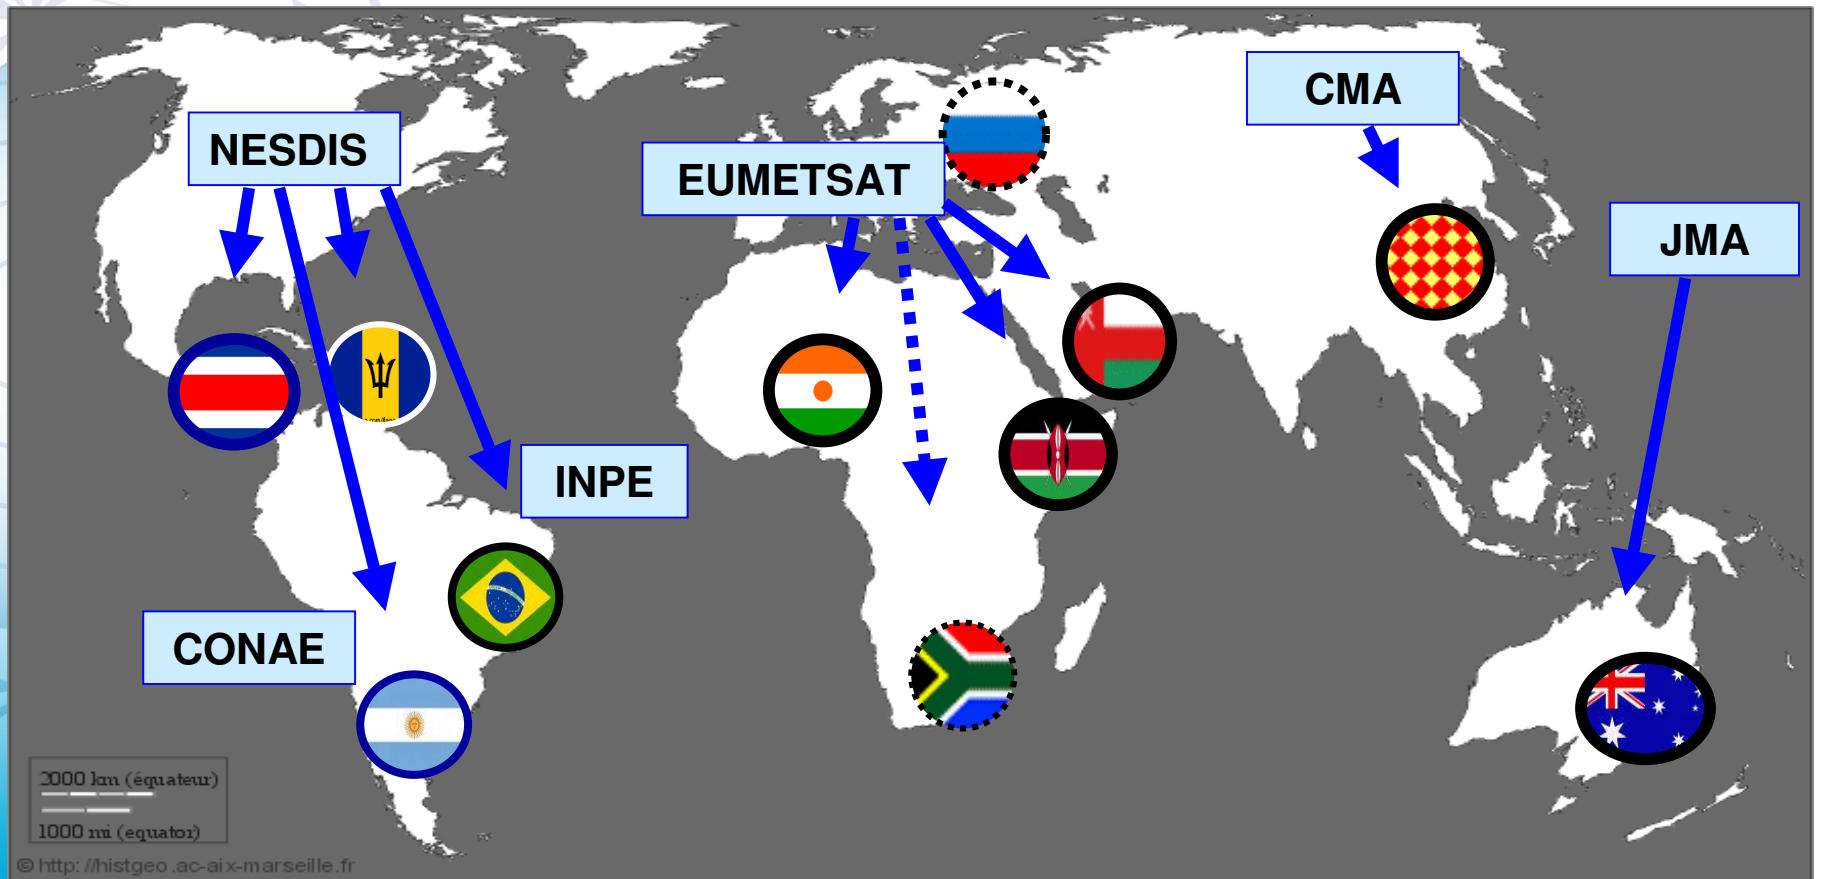 CMA
NESDIS
EUMETSAT
JMA
INPE
CONAE
2000 km (équateur)
1000 mi (equator)
© http://histgeo.ac-aix-marseille.fr